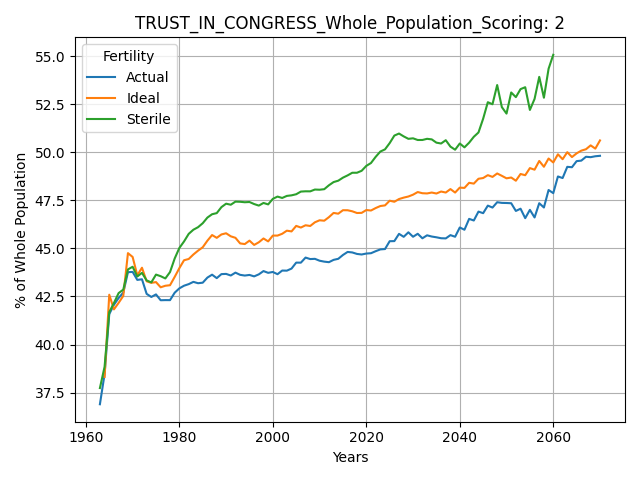 TRUST_IN_CONGRESS_Whole_Population_Scoring: 2
Fertility
Actual
Ideal
Sterile
% of Whole Population
55.0
52.5
50.0
47.5
45.0
42.5
40.0
37.5
1960 1980 2000 2020 2040 2060
Years